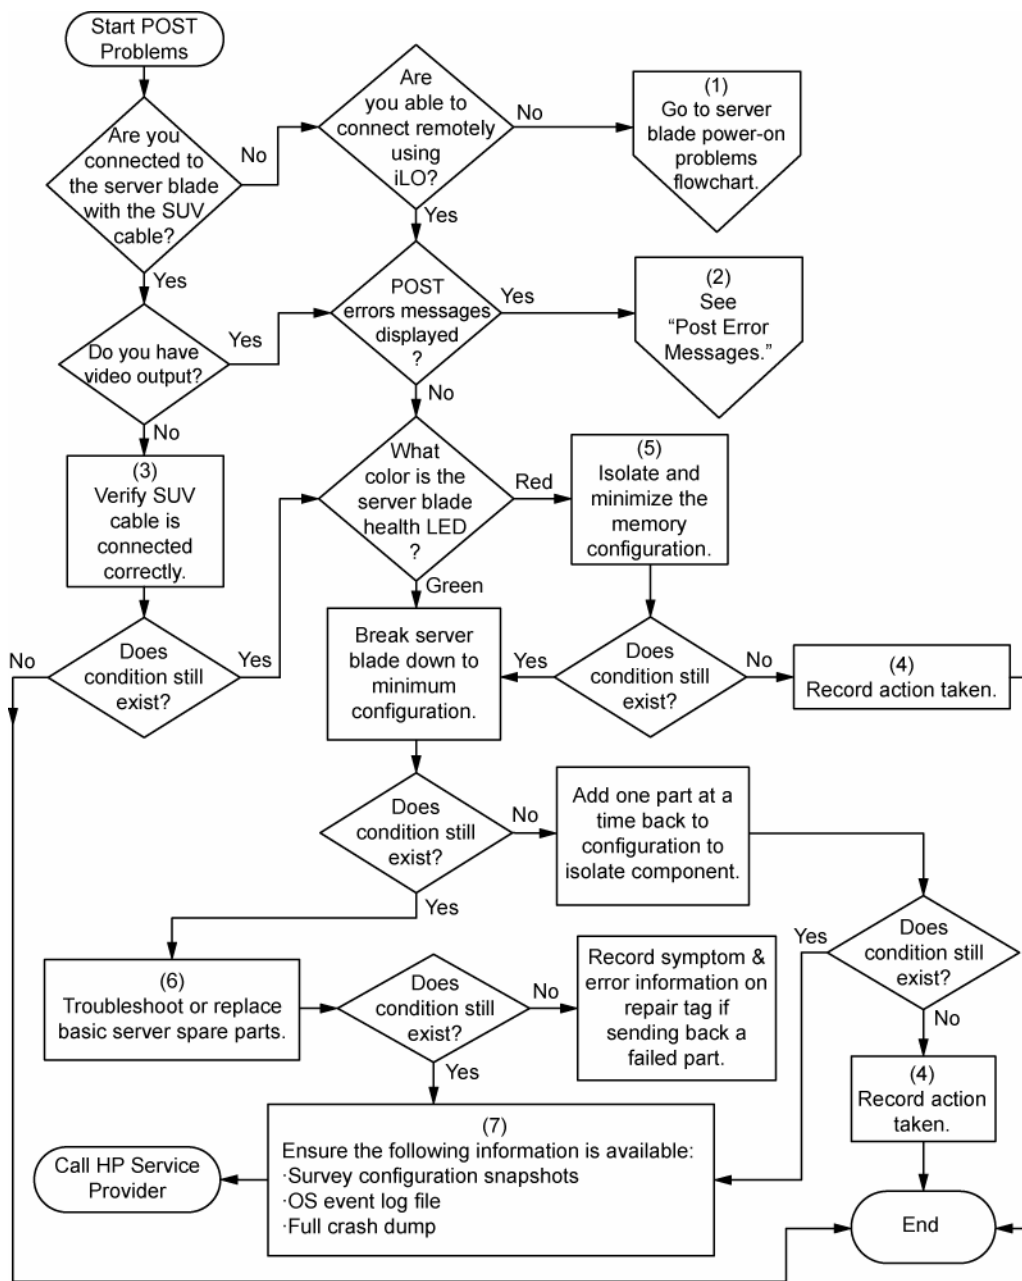 Start POST
Problems
Are you
connected to
the server blade
with the SUV
cable?
No
Yes
Are
you able to
connect remotely
using
iLO?
No
Yes
(1)
Go to server
blade power-on
problems
flowchart.
Do you have
video output?
Yes
No
POST
errors messages
displayed
?
Yes
No
(2)
See
“Post Error
Messages.”
(3)
Verify SUV
cable is
connected
correctly.
What
color is the
server blade
health LED
?
Red
Green
(5)
Isolate and
minimize the
memory
configuration.
No
Does
condition still
exist?
Yes
Break server
blade down to
minimum
configuration.
Yes
Does
condition still
exist?
No
(4)
Record action taken.
Does
condition still
exist?
No
Yes
Add one part at a
time back to
configuration to
isolate component.
Yes
Does
condition still
exist?
No
(6)
Troubleshoot or replace
basic server spare parts.
Does
condition still
exist?
No
Yes
Record symptom &
error information on
repair tag if
sending back a
failed part.
(4)
Record action
taken.
(7)
Ensure the following information is available:
·Survey configuration snapshots
·OS event log file
·Full crash dump
Call HP Service
Provider
End